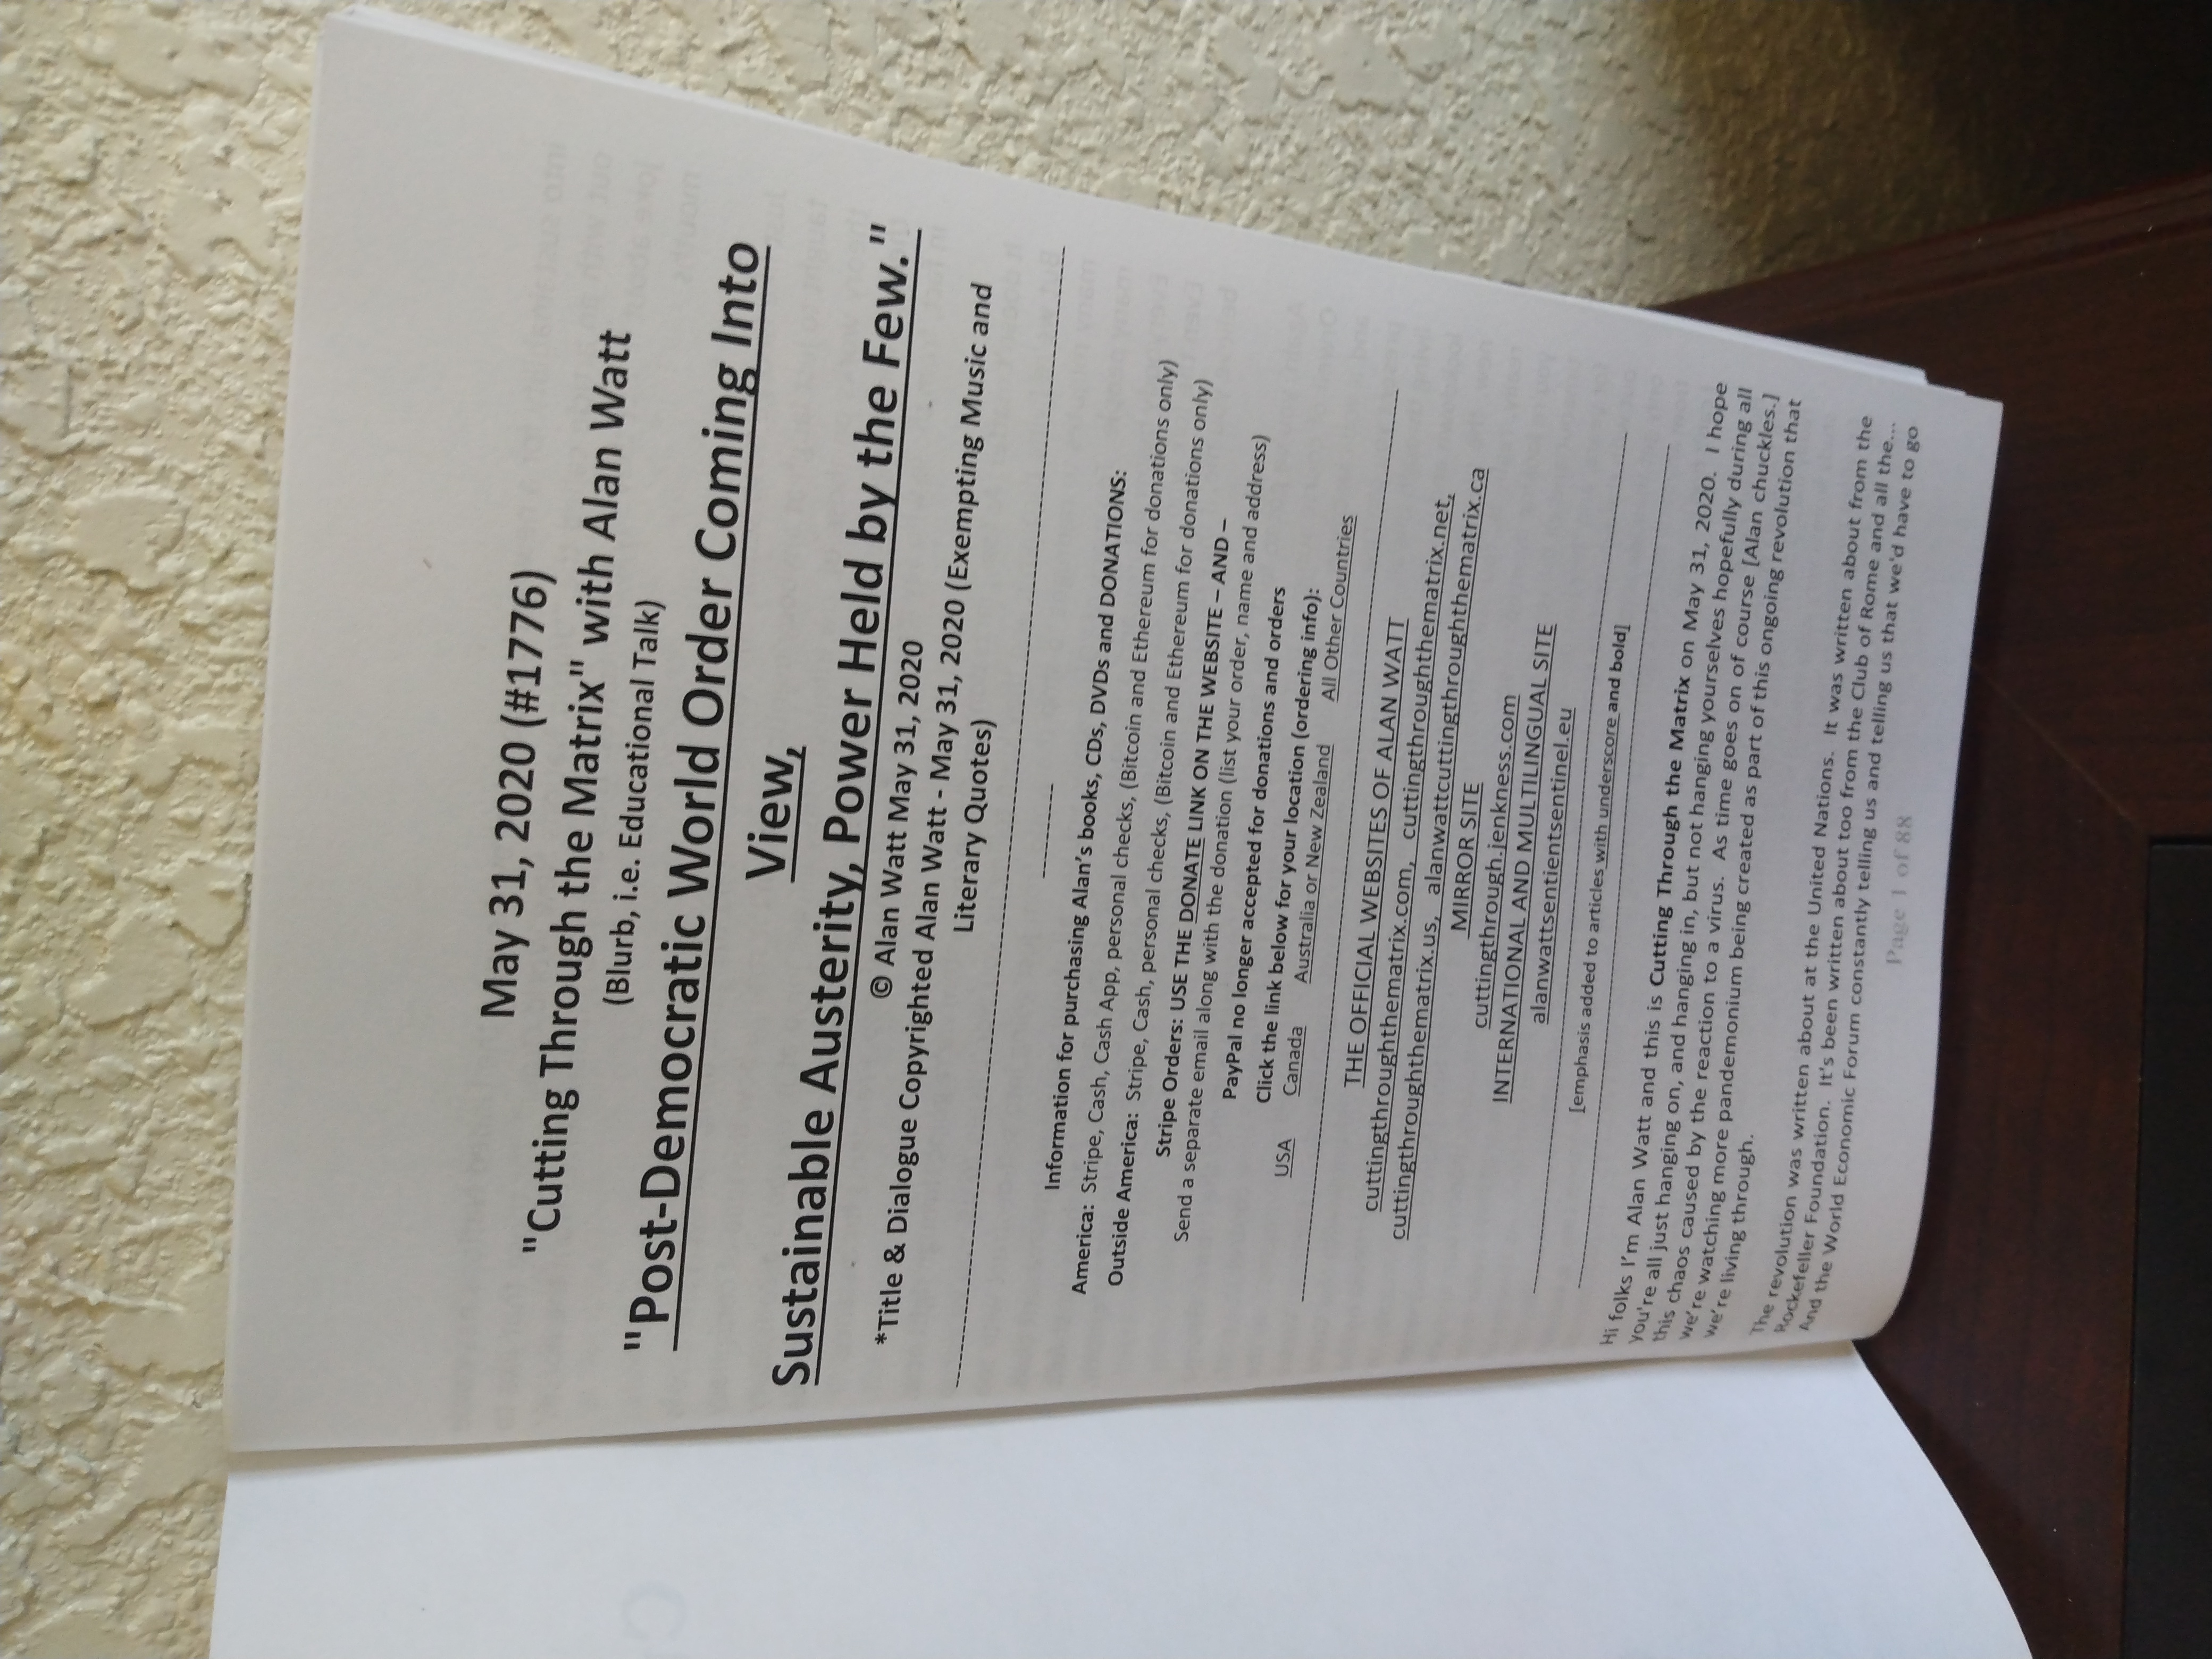 May 31, 2020 (#1776)
"Cutting Through the Matrix" with Alan Watt
(Blurb, i.e. Educational Talk)
"Post-Democratic World Order Coming Into
View,
Sustainable Austerity, Power Held by the Few."
© Alan Watt May 31, 2020
*Title & Dialogue Copyrighted Alan Watt - May 31, 2020 (Exempting Music and
Literary Quotes)
Information for purchasing Alan's books, CDs, DVDs and DONATIONS:
America: Stripe, Cash, Cash App, personal checks, (Bitcoin and Ethereum for donations only)
Outside America: Stripe, Cash, personal checks, (Bitcoin and Ethereum for donations only)
Stripe Orders: USE THE DONATE LINK ON THE WEBSITE – AND –
Send a separate email along with the donation (list your order, name and address)
PayPal no longer accepted for donations and orders
Click the link below for your location (ordering info):
USA Canada Australia or New Zealand All Other Countries
THE OFFICIAL WEBSITES OF ALAN WATT
cuttingthroughthematrix.com, cuttingthroughthematrix.net,
cuttingthroughthematrix.us, alanwattcuttingthroughthematrix.ca
MIRROR SITE
cuttingthrough.jenkness.com
INTERNATIONAL AND MULTILINGUAL SITE
alanwattsentientsentinel.eu
[emphasis added to articles with underscore and bold]
Hi folks I'm Alan Watt and this is Cutting Through the Matrix on May 31, 2020. I hope
you're all just hanging on, and hanging in, but not hanging yourselves hopefully during all
this chaos caused by the reaction to a virus. As time goes on of course [Alan chuckles.]
we're watching more pandemonium being created as part of this ongoing revolution that
we're living through.
The revolution was written about at the United Nations. It was written about from the
Rockefeller Foundation. It's been written about too from the Club of Rome and all the...
And the World Economic Forum constantly telling us and telling us that we'd have to go
Page 1 of 88